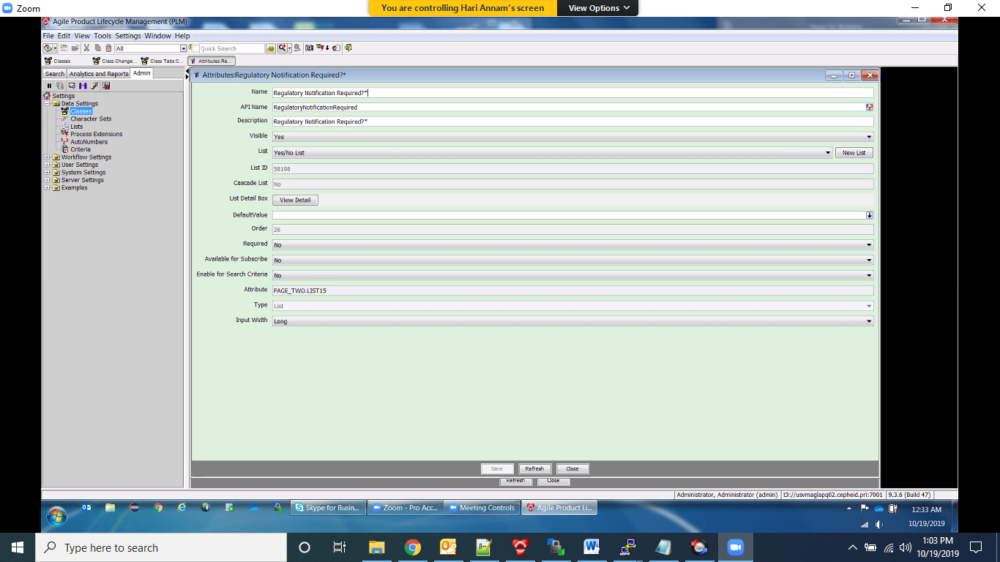 Zoom
You are controlling Hari Annam's screen
View Options
Agile Product Lifecycle Management (PLM)
File Edit View Tools Settings Window Help
All
Quick Search
Classes
Class:Change...
Class Tabs:C...
Attributes:Re...
Search
Analytics and Reports
Admin
Settings
Data Settings
Classes
Character Sets
Lists
Process Extensions
AutoNumbers
Criteria
Workflow Settings
User Settings
System Settings
Server Settings
Examples
Attributes:Regulatory Notification Required?*
Name Regulatory Notification Required?*
API Name RegulatoryNotificationRequired
Description Regulatory Notification Required?*
Visible Yes
List Yes/No List New List
List ID 58198
Cascade List No
List Detail Box View Detail
DefaultValue
Order 26
Required No
Available for Subscribe No
Enable for Search Criteria No
Attribute PAGE_TWO.LIST15
Type List
Input Width Long
Save Refresh Close
Refresh Close
Administrator, Administrator (admin) t3://usvmaglapq02.cepheid.pri:7001 9.3.6 (Build 47)
Skype for Busin...
Zoom - Pro Acc...
Meeting Controls
Agile Product Li...
12:33 AM
10/19/2019
Type here to search
1:03 PM
10/19/2019